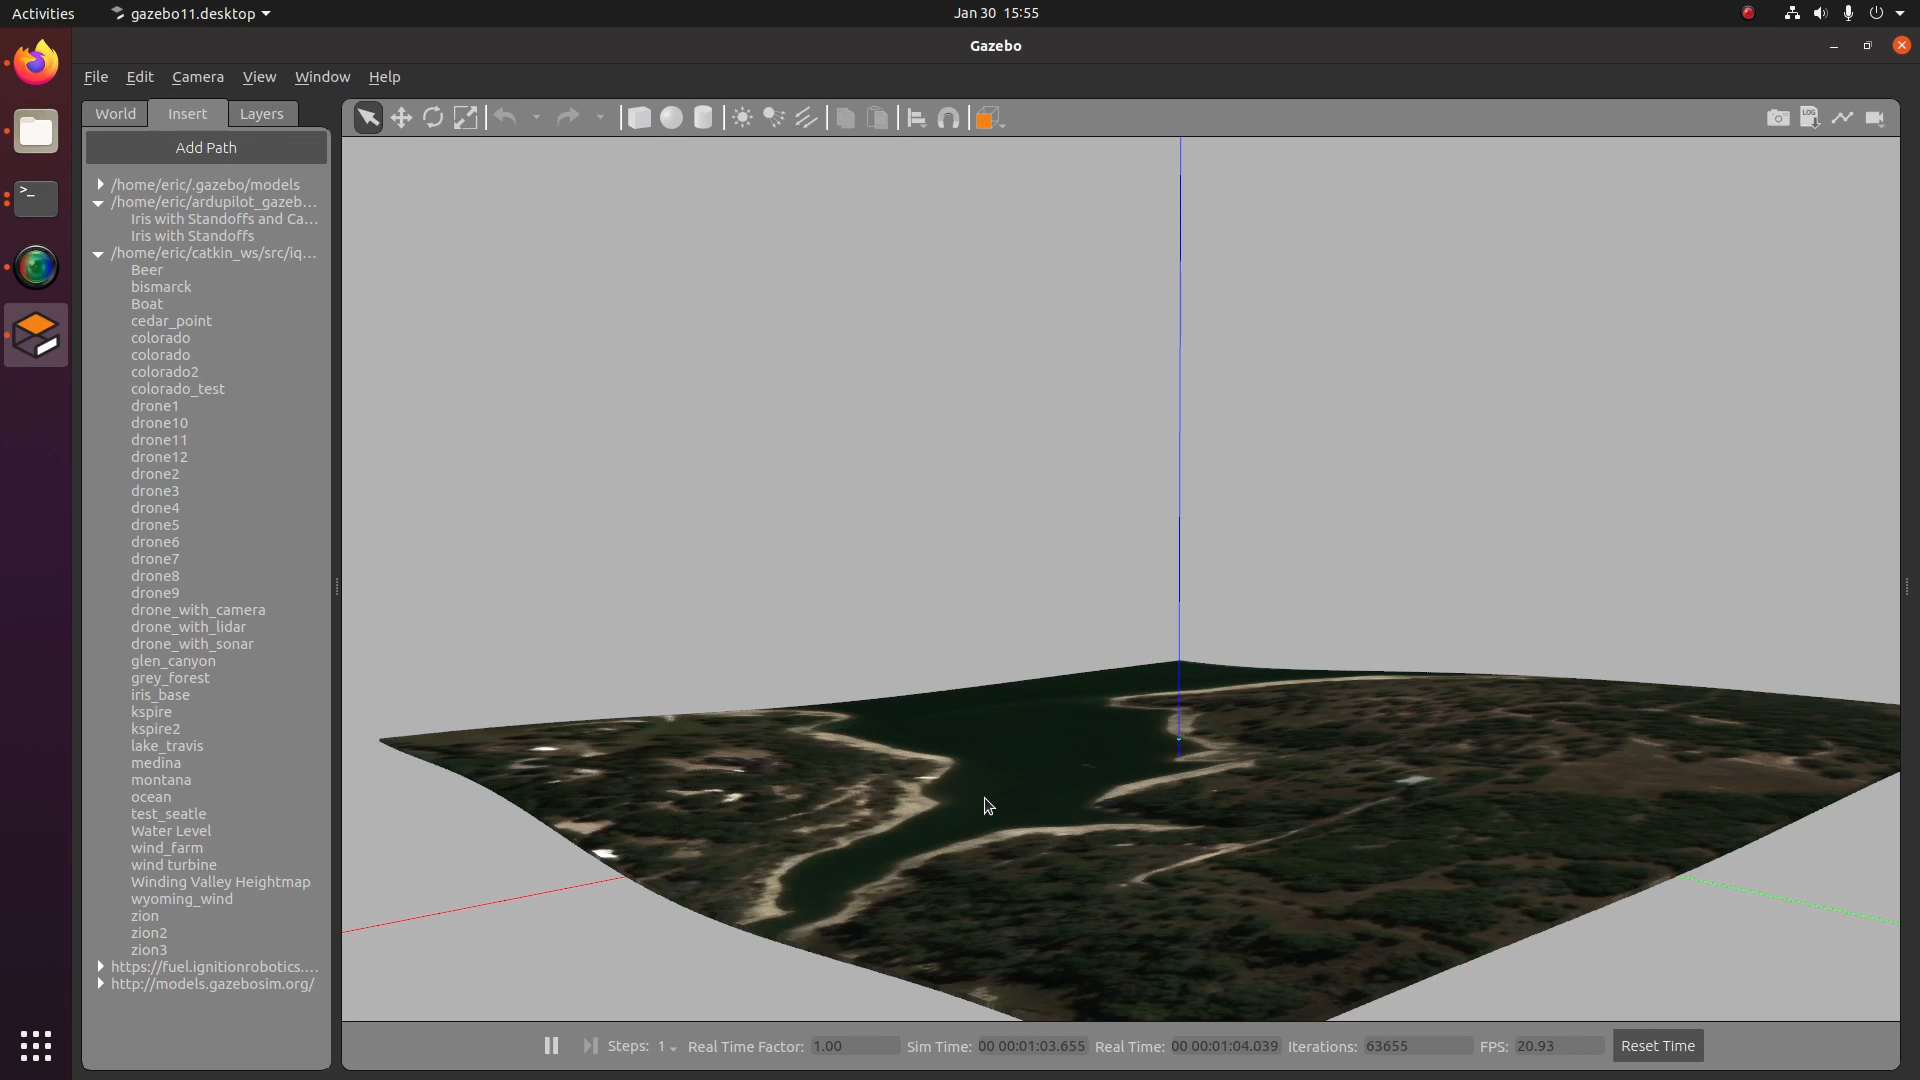 Activities
gazebo11.desktop
Jan 30 15:55
Gazebo
File Edit Camera View Window Help
World Insert Layers
LOG
Add Path
/home/eric/.gazebo/models
/home/eric/ardupilot_gazeb...
Iris with Standoffs and Ca...
Iris with Standoffs
/home/eric/catkin_ws/src/iq...
Beer
bismarck
Boat
cedar_point
colorado
colorado
colorado2
colorado_test
drone1
drone10
drone11
drone12
drone2
drone3
drone4
drone5
drone6
drone7
drone8
drone9
drone_with_camera
drone_with_lidar
drone_with_sonar
glen_canyon
grey_forest
iris_base
kspire
kspire2
lake_travis
medina
montana
ocean
test_seatle
Water Level
wind_farm
wind turbine
Winding Valley Heightmap
wyoming_wind
zion
zion2
zion3
https://fuel.ignitionrobotics....
http://models.gazebosim.org/
Steps: 1 Real Time Factor: 1.00 Sim Time: 00 00:01:03.655 Real Time: 00 00:01:04.039 Iterations: 63655 FPS: 20.93 Reset Time